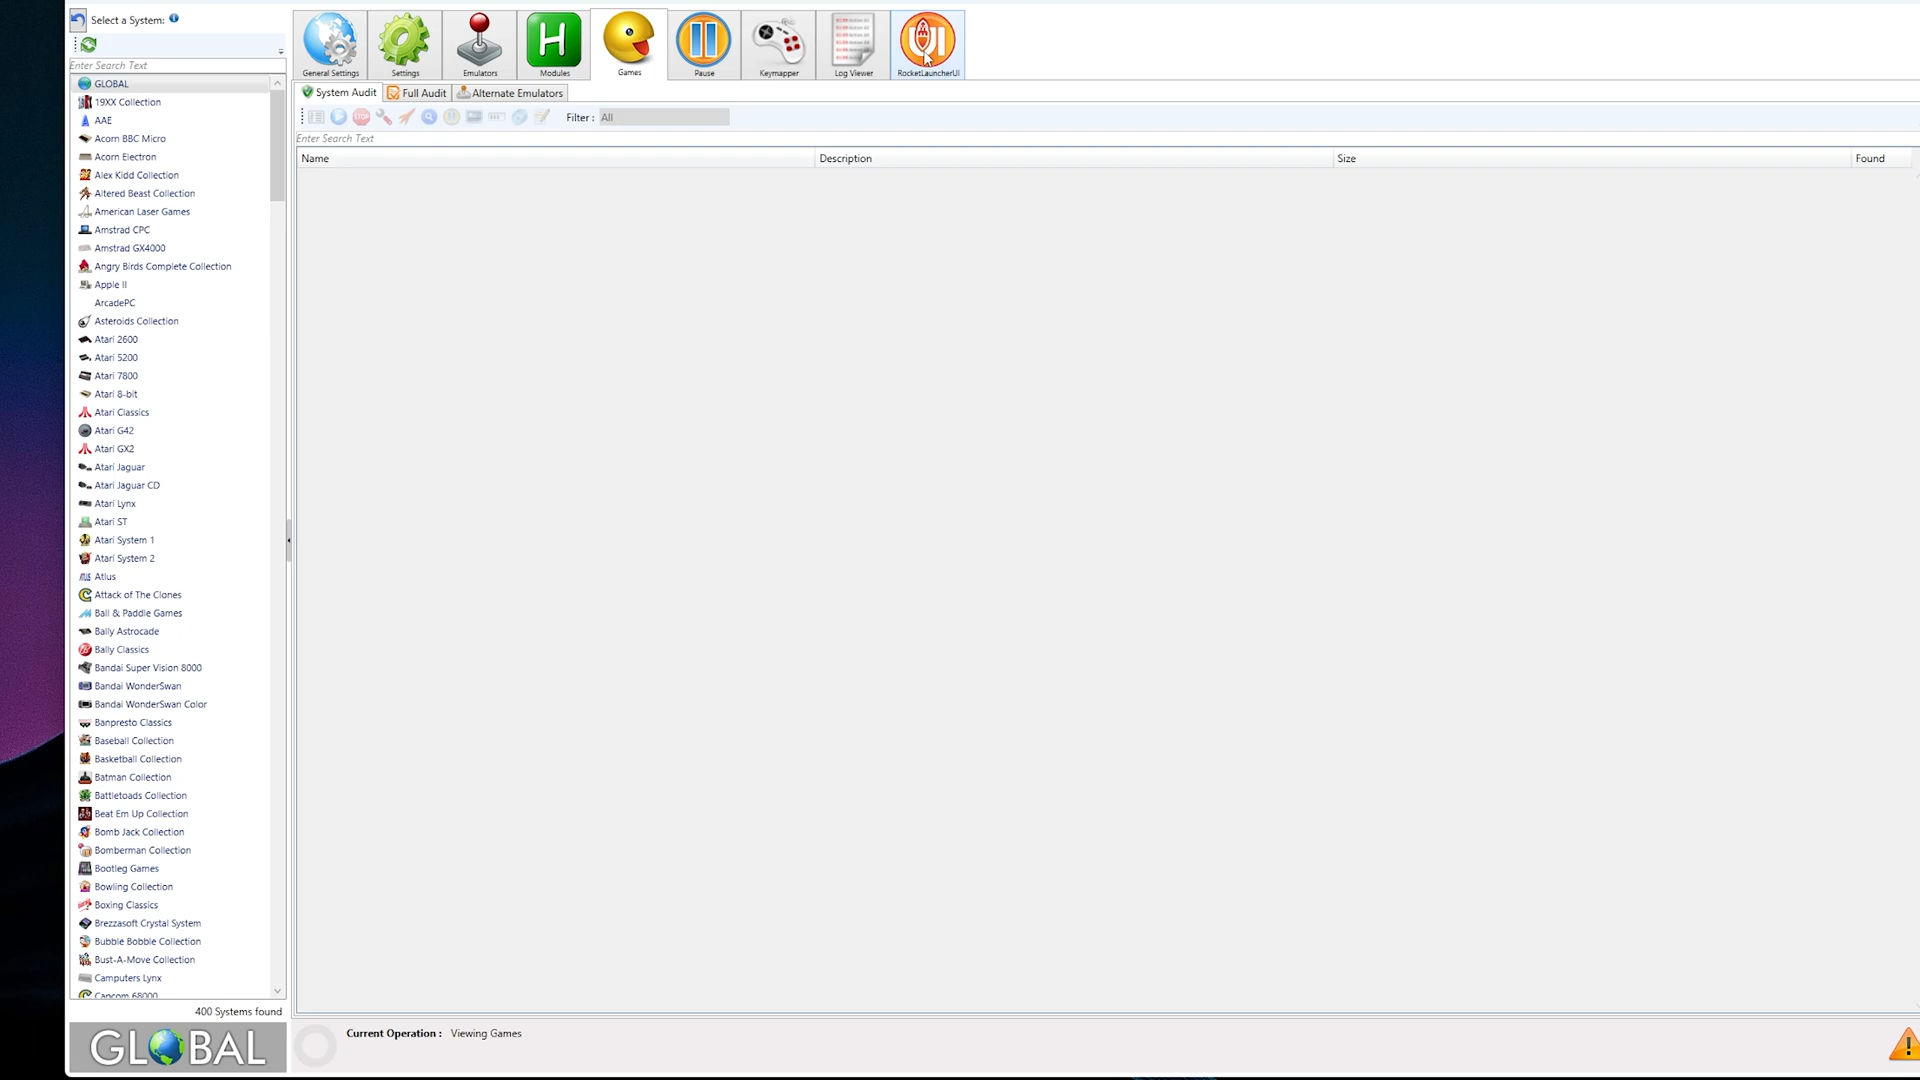 Select a System:
Enter Search Text
GLOBAL
19XX Collection
AAE
Acorn BBC Micro
Acorn Electron
Alex Kidd Collection
Altered Beast Collection
American Laser Games
Amstrad CPC
Amstrad GX4000
Angry Birds Complete Collection
Apple II
ArcadePC
Asteroids Collection
Atari 2600
Atari 5200
Atari 7800
Atari 8-bit
Atari Classics
Atari G42
Atari GX2
Atari Jaguar
Atari Jaguar CD
Atari Lynx
Atari ST
Atari System 1
Atari System 2
Atlus
Attack of The Clones
Ball & Paddle Games
Bally Astrocade
Bally Classics
Bandai Super Vision 8000
Bandai WonderSwan
Bandai WonderSwan Color
Banpresto Classics
Baseball Collection
Basketball Collection
Batman Collection
Battletoads Collection
Beat Em Up Collection
Bomb Jack Collection
Bomberman Collection
Bootleg Games
Bowling Collection
Boxing Classics
Brezzasoft Crystal System
Bubble Bobble Collection
Bust-A-Move Collection
Camputers Lynx
Capcom 68000
400 Systems found
GLOBAL
General Settings
Settings
Emulators
H
Modules
Games
Pause
Keymapper
Log Viewer
UI
RocketLauncherUI
System Audit
Full Audit
Alternate Emulators
STOP
Filter : All
Enter Search Text
Name Description Size Found
Current Operation : Viewing Games